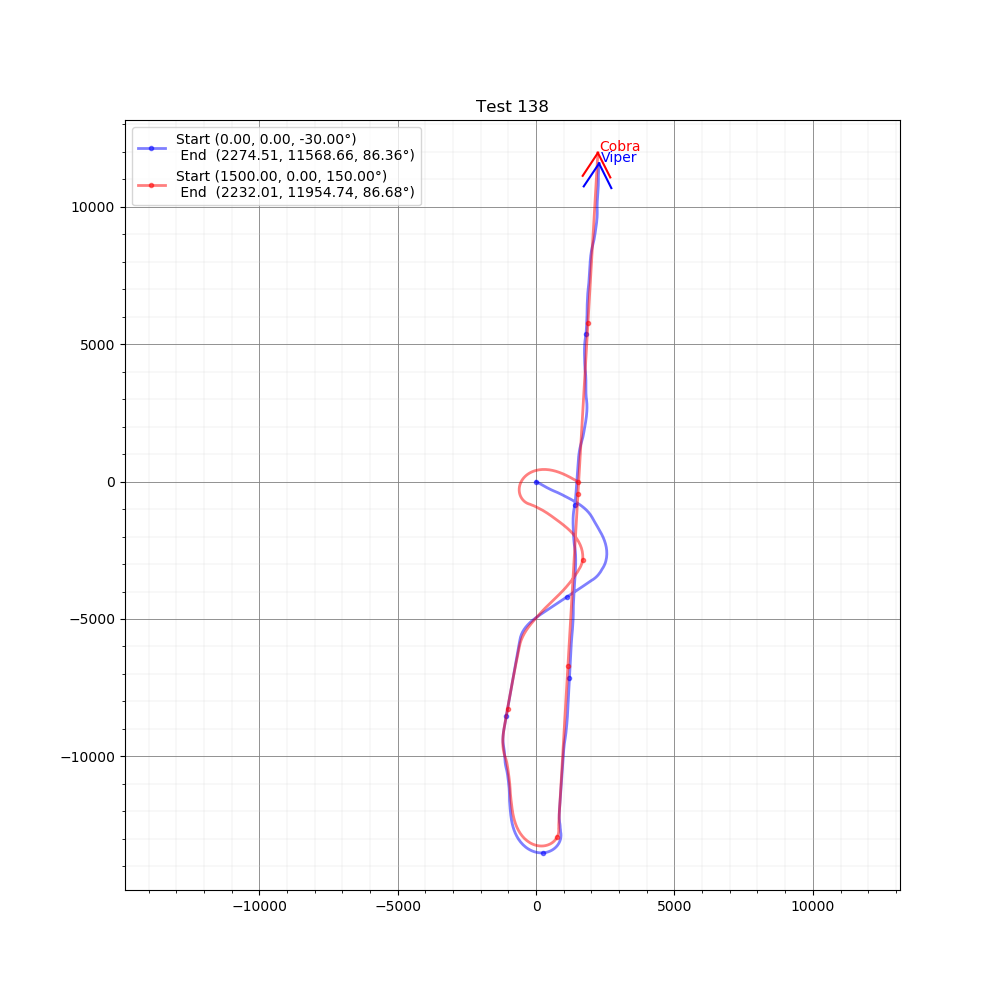 Test 138
Start (0.00, 0.00, -30.00°)
End  (2274.51, 11568.66, 86.36°)
Start (1500.00, 0.00, 150.00°)
End  (2232.01, 11954.74, 86.68°)
Cobra
Viper
10000
5000
0
−5000
−10000
−10000
−5000
0
5000
10000